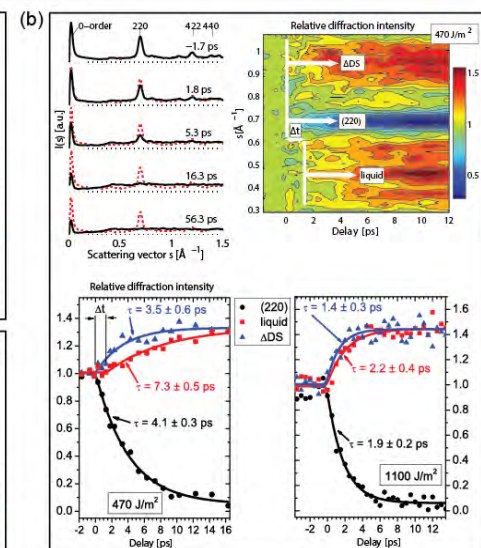 (b)
0-order 220 422 440
−1.7 ps
1.8 ps
5.3 ps
16.3 ps
56.3 ps
I(s) [a.u.]
0 0.5 1 1.5
Scattering vector s [Å⁻¹]
Relative diffraction intensity
470 J/m²
ΔDS
(220)
Δt
liquid
s[Å⁻¹]
1
0.9
0.8
0.7
0.6
0.5
0.4
0.3
0 2 4 6 8 10 12
Delay [ps]
1.5
1
0.5
Relative diffraction intensity
Δt
τ = 3.5 ± 0.6 ps
τ = 7.3 ± 0.5 ps
τ = 4.1 ± 0.3 ps
470 J/m²
1.4
1.2
1.0
0.8
0.6
0.4
0.2
0.0
-2 0 2 4 6 8 10 12 14 16
Delay [ps]
(220)
liquid
ΔDS
τ = 1.4 ± 0.3 ps
τ = 2.2 ± 0.4 ps
τ = 1.9 ± 0.2 ps
1100 J/m²
1.6
1.4
1.2
1.0
0.8
0.6
0.4
0.2
0.0
-2 0 2 4 6 8 10 12
Delay [ps]